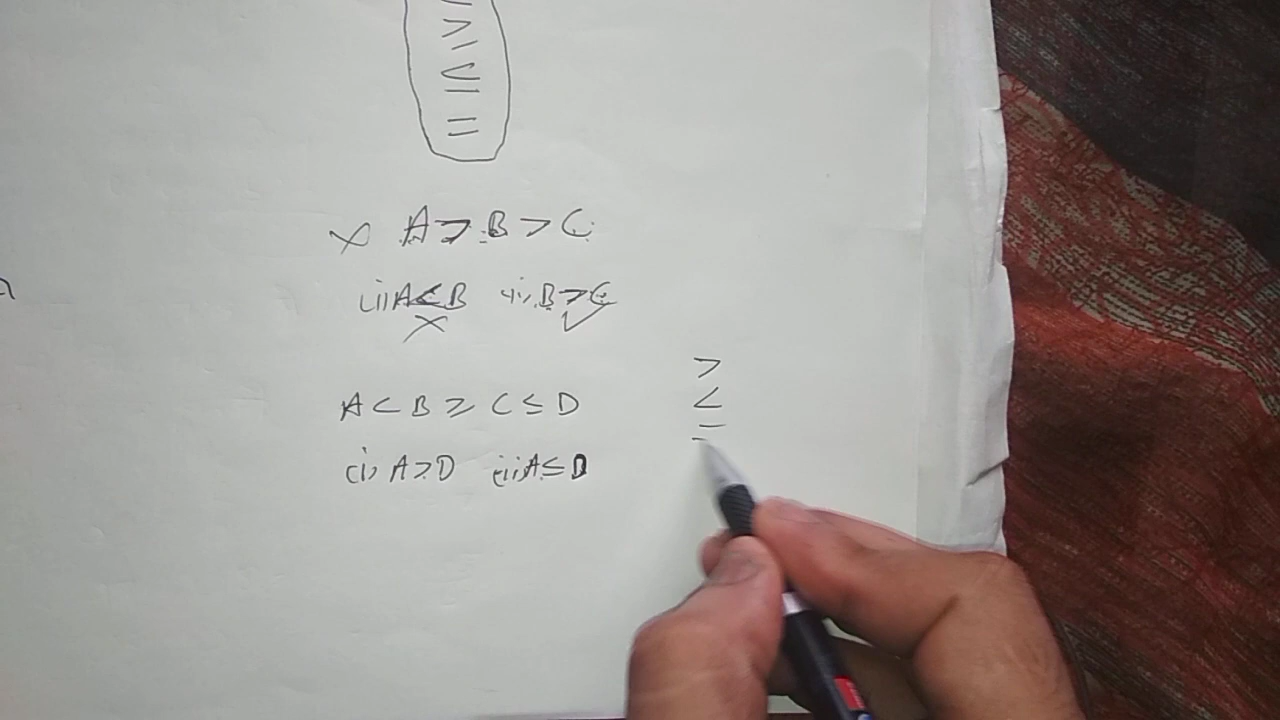 ≥
≤
=
× A > B > C
(i) A < B (ii) B > C
× ✓
A < B ≥ C ≤ D
(i) A > D (ii) A ≤ D
>
<
=